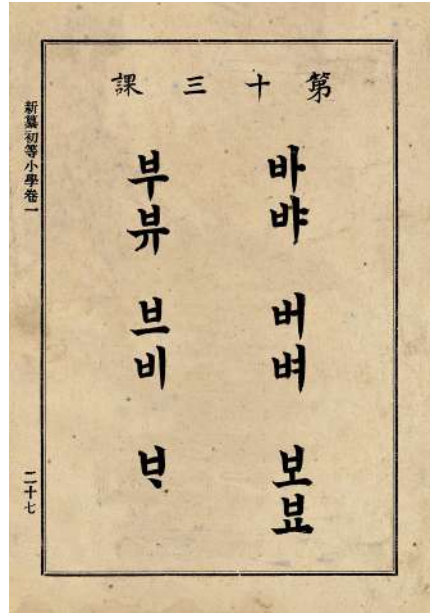 第十三課
바뱌 버벼 보뵤
부뷰 브비 ᄇᆞ
新纂初等小學卷一
二十七